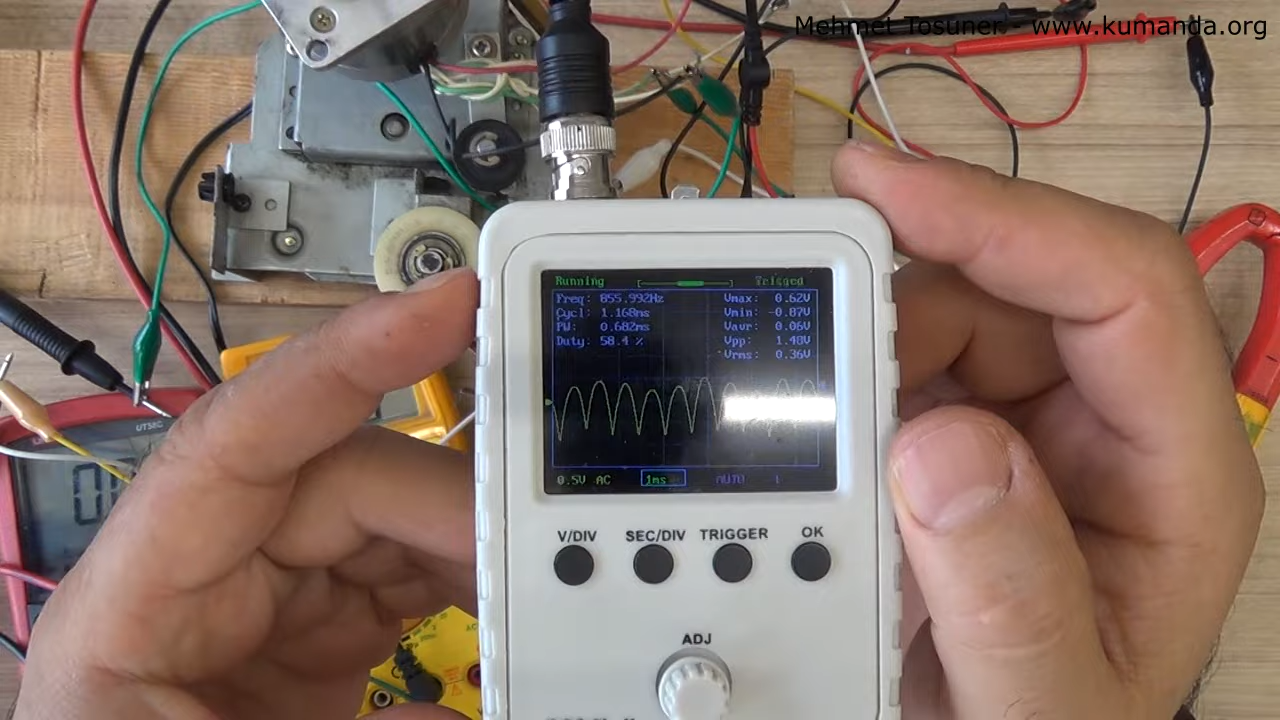 Mehmet Tosuner - www.kumanda.org
Running Trigged
Freq: 855.992Hz Vmax: 0.62V
Cycl: 1.168ms Vmin: -0.87V
PW: 0.682ms Vavr: 0.06V
Duty: 58.4 % Vpp: 1.48V
Vrms: 0.36V
0.5V AC 1ms AUTO
UT58C
V/DIV SEC/DIV TRIGGER OK
ADJ